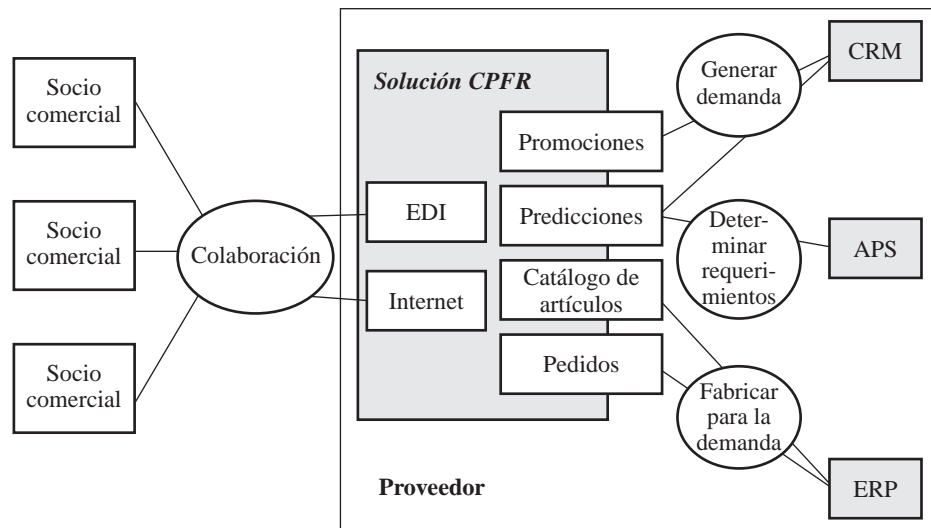 Socio
comercial
Socio
comercial
Socio
comercial
Colaboración
Solución CPFR
EDI
Internet
Promociones
Predicciones
Catálogo de
artículos
Pedidos
Generar
demanda
Deter-
minar
requeri-
mientos
Fabricar
para la
demanda
CRM
APS
ERP
Proveedor